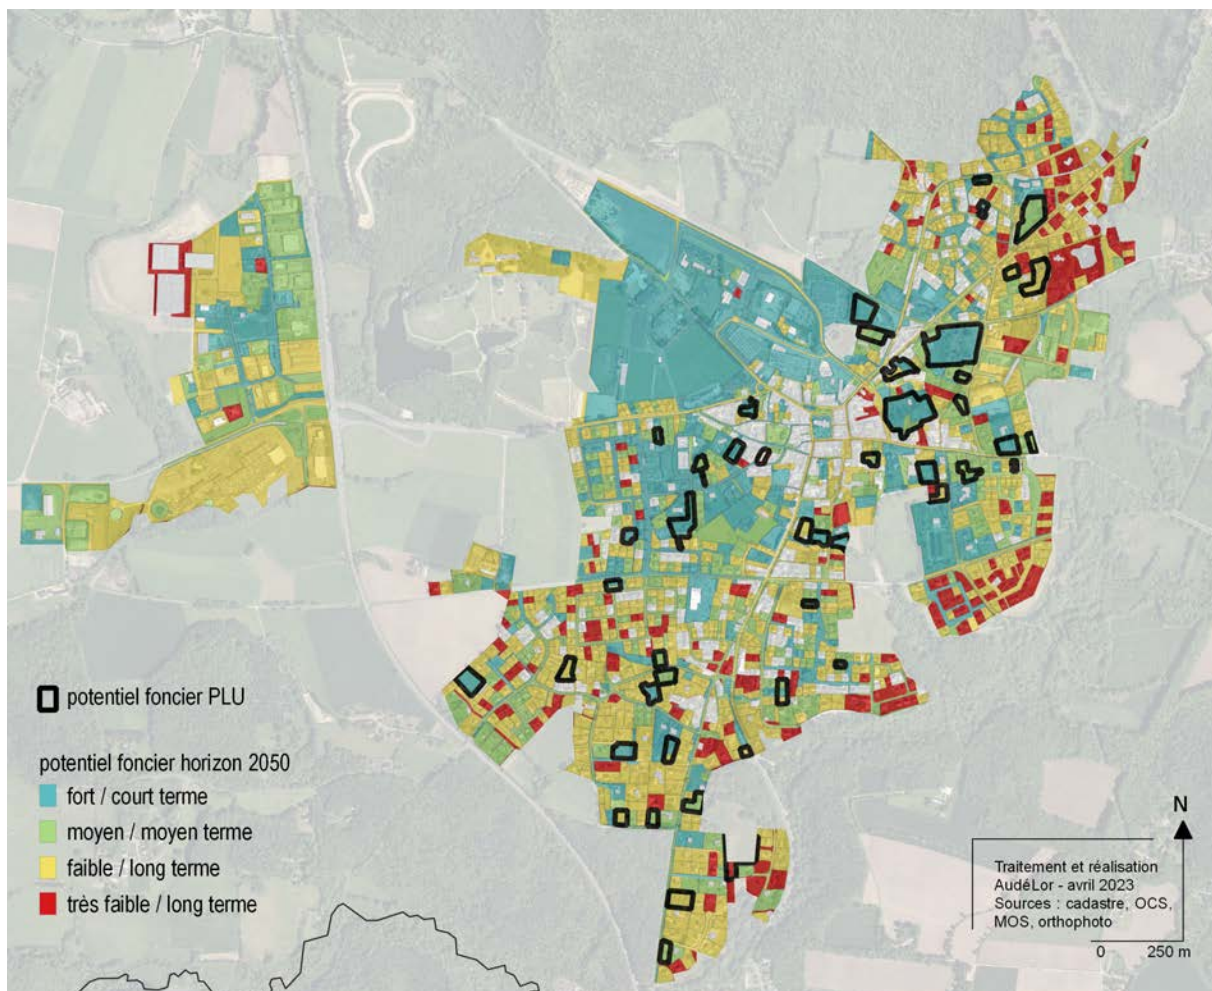 potentiel foncier PLU
potentiel foncier horizon 2050
fort / court terme
moyen / moyen terme
faible / long terme
très faible / long terme
N
Traitement et réalisation
AudéLor - avril 2023
Sources : cadastre, OCS,
MOS, orthophoto
0 250 m